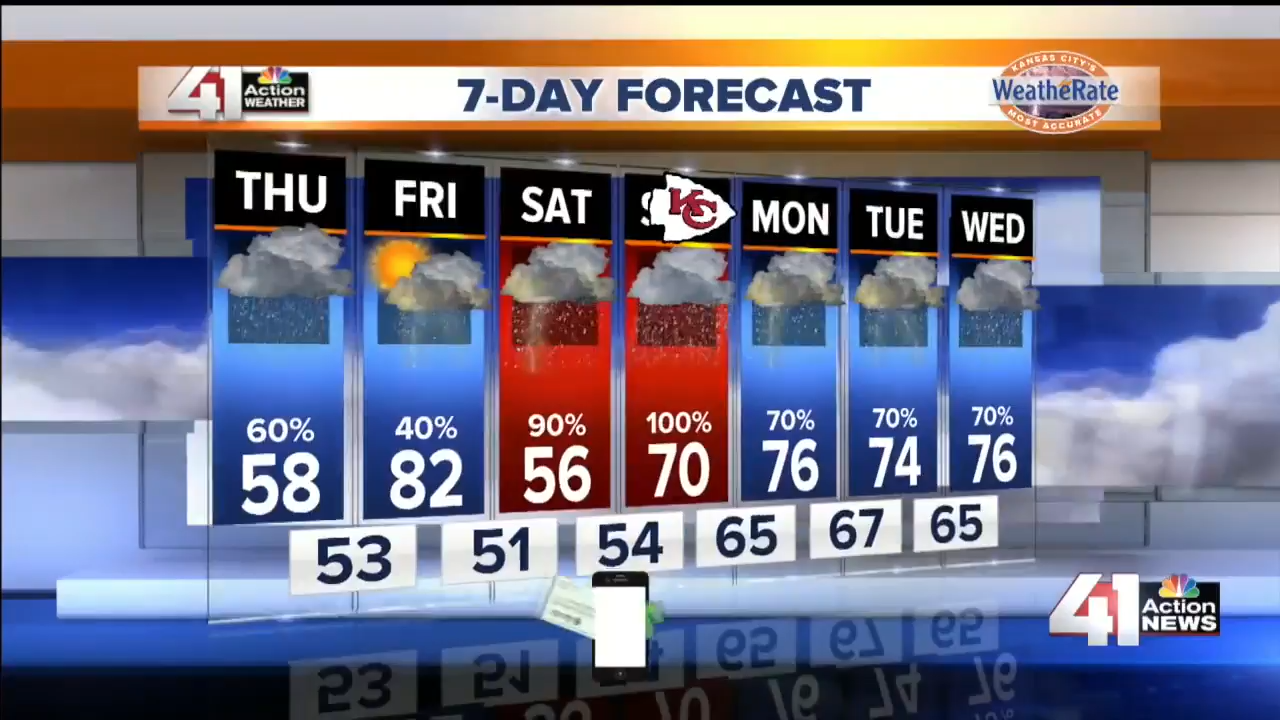 41 Action WEATHER
7-DAY FORECAST
KANSAS CITY'S
WeatheRate
MOST ACCURATE
THU FRI SAT S KC MON TUE WED
60% 40% 90% 100% 70% 70% 70%
58 82 56 70 76 74 76
53 51 54 65 67 65
41 Action NEWS